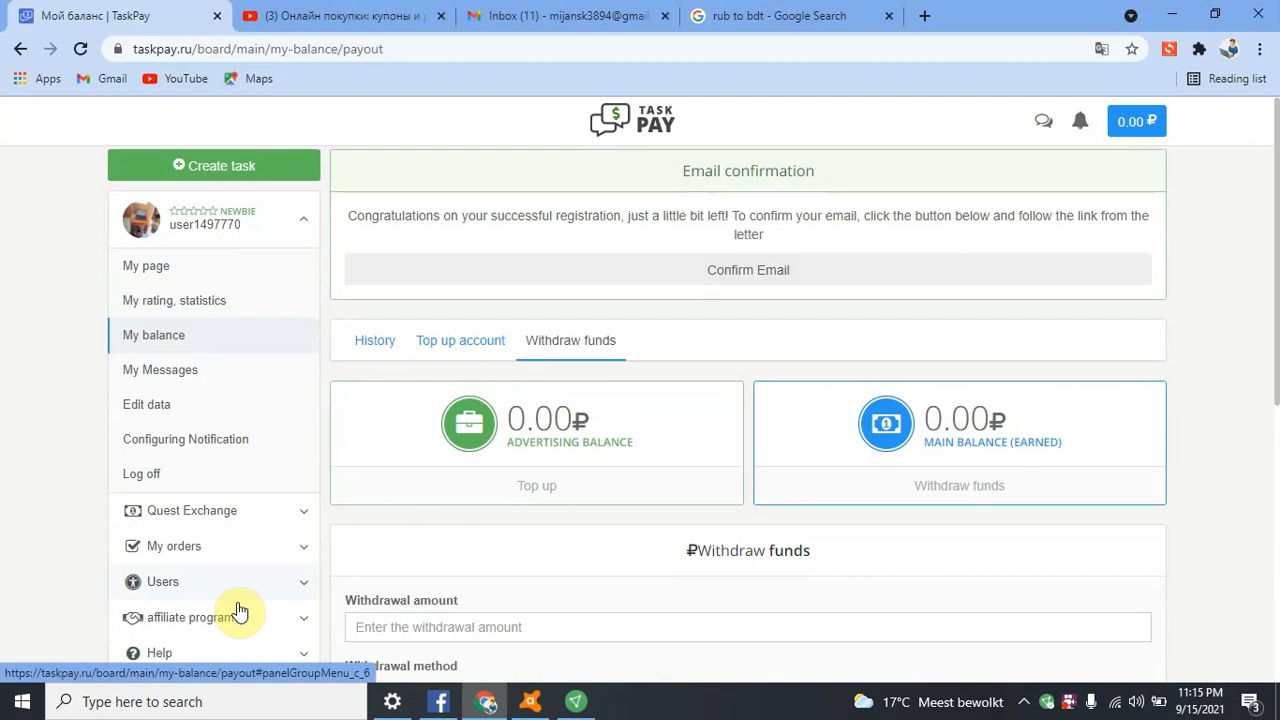 Мой баланс | TaskPay
(3) Онлайн покупки: купоны и р
Inbox (11) - mijansk3894@gmail.
rub to bdt - Google Search
taskpay.ru/board/main/my-balance/payout
Apps
Gmail
YouTube
Maps
Reading list
TASK
PAY
0.00 ₽
Create task
NEWBIE
user1497770
My page
My rating, statistics
My balance
My Messages
Edit data
Configuring Notification
Log off
Quest Exchange
My orders
Users
affiliate program
Help
Email confirmation
Congratulations on your successful registration, just a little bit left! To confirm your email, click the button below and follow the link from the
letter
Confirm Email
History
Top up account
Withdraw funds
0.00₽
ADVERTISING BALANCE
Top up
0.00₽
MAIN BALANCE (EARNED)
Withdraw funds
₽Withdraw funds
Withdrawal amount
Enter the withdrawal amount
Withdrawal method
https://taskpay.ru/board/main/my-balance/payout#panelGroupMenu_c_6
Type here to search
17°C Meest bewolkt
11:15 PM
9/15/2021
3